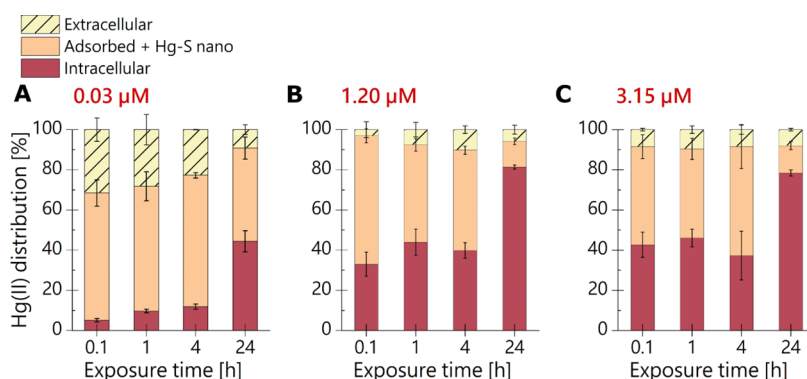 Extracellular
Adsorbed + Hg-S nano
Intracellular
A 0.03 µM
B 1.20 µM
C 3.15 µM
Hg(II) distribution [%]
100
80
60
40
20
0
0.1 1 4 24
Exposure time [h]
100
80
60
40
20
0
0.1 1 4 24
Exposure time [h]
100
80
60
40
20
0
0.1 1 4 24
Exposure time [h]